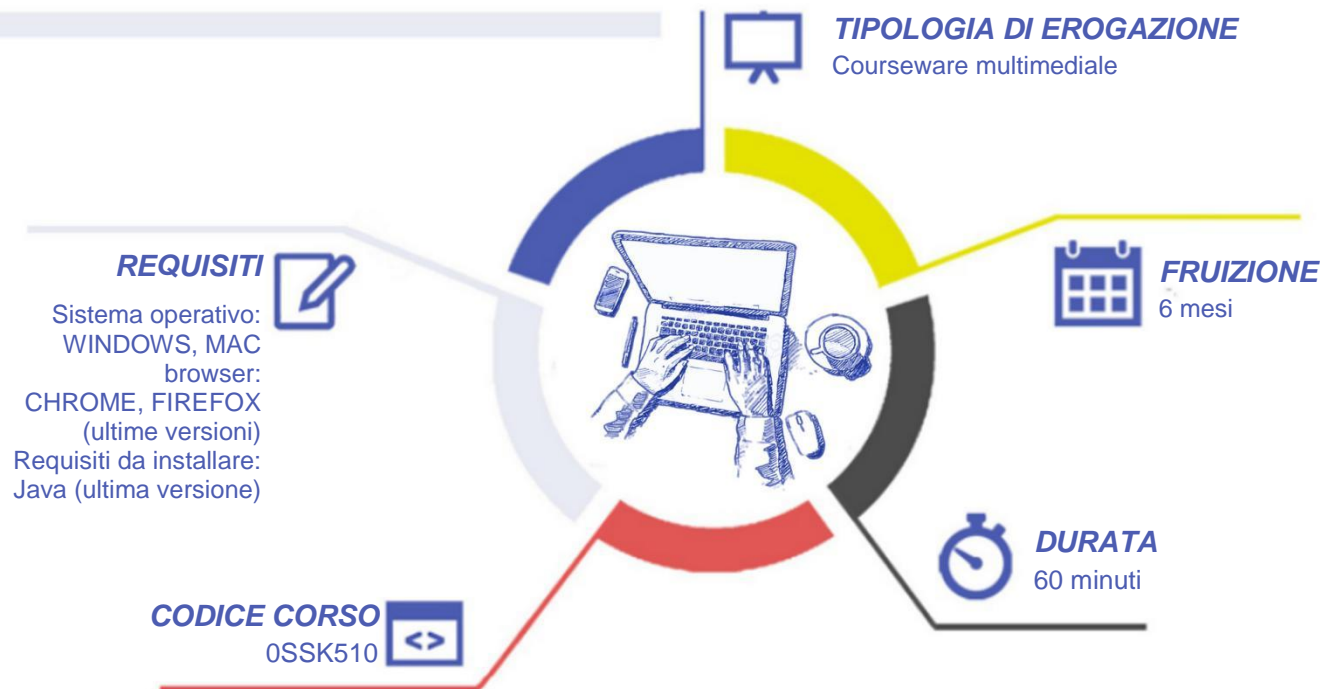 TIPOLOGIA DI EROGAZIONE
Courseware multimediale
REQUISITI
Sistema operativo:
WINDOWS, MAC
browser:
CHROME, FIREFOX
(ultime versioni)
Requisiti da installare:
Java (ultima versione)
FRUIZIONE
6 mesi
DURATA
60 minuti
CODICE CORSO
0SSK510